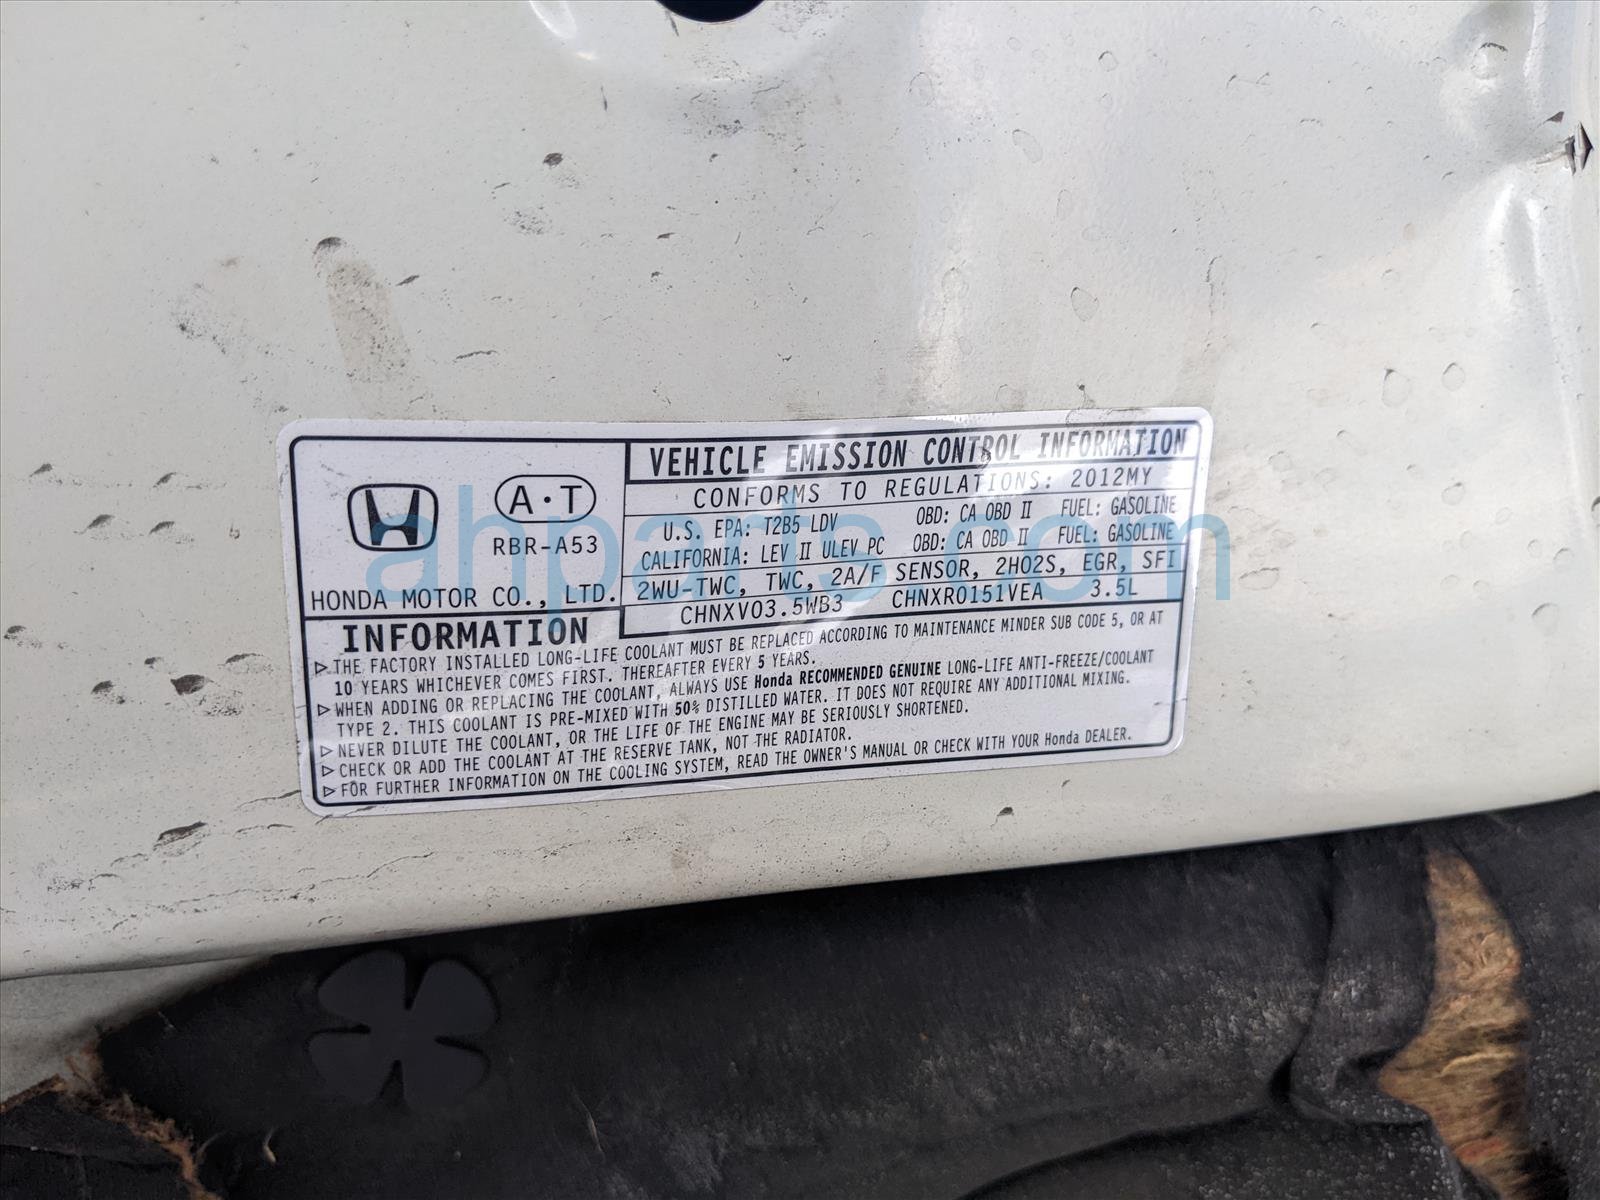 VEHICLE EMISSION CONTROL INFORMATION
CONFORMS TO REGULATIONS: 2012MY
U.S. EPA: T2B5 LDV OBD: CA OBD II FUEL: GASOLINE
CALIFORNIA: LEV II ULEV PC OBD: CA OBD II FUEL: GASOLINE
2WU-TWC, TWC, 2A/F SENSOR, 2HO2S, EGR, SFI
CHNXV03.5WB3 CHNXR0151VEA 3.5L
A·T
RBR-A53
HONDA MOTOR CO., LTD.
INFORMATION
▷ THE FACTORY INSTALLED LONG-LIFE COOLANT MUST BE REPLACED ACCORDING TO MAINTENANCE MINDER SUB CODE 5, OR AT
10 YEARS WHICHEVER COMES FIRST. THEREAFTER EVERY 5 YEARS.
▷ WHEN ADDING OR REPLACING THE COOLANT, ALWAYS USE Honda RECOMMENDED GENUINE LONG-LIFE ANTI-FREEZE/COOLANT
TYPE 2. THIS COOLANT IS PRE-MIXED WITH 50% DISTILLED WATER. IT DOES NOT REQUIRE ANY ADDITIONAL MIXING.
▷ NEVER DILUTE THE COOLANT, OR THE LIFE OF THE ENGINE MAY BE SERIOUSLY SHORTENED.
▷ CHECK OR ADD THE COOLANT AT THE RESERVE TANK, NOT THE RADIATOR.
▷ FOR FURTHER INFORMATION ON THE COOLING SYSTEM, READ THE OWNER'S MANUAL OR CHECK WITH YOUR Honda DEALER.
ahparts.com